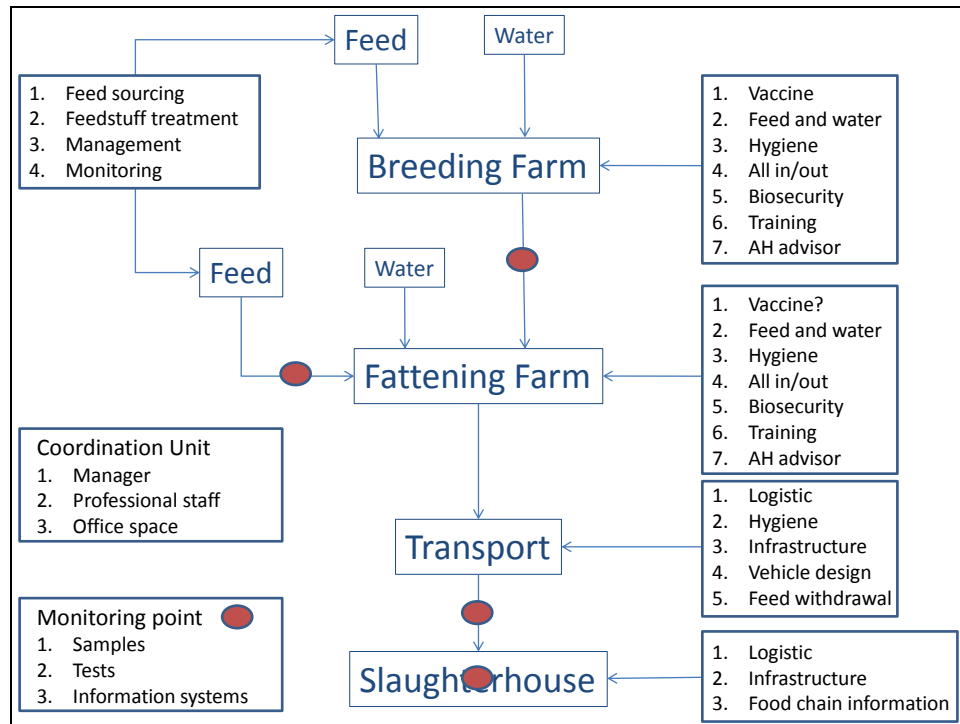 Feed
Water
1. Feed sourcing
2. Feedstuff treatment
3. Management
4. Monitoring
1. Vaccine
2. Feed and water
3. Hygiene
4. All in/out
5. Biosecurity
6. Training
7. AH advisor
Breeding Farm
Feed
Water
1. Vaccine?
2. Feed and water
3. Hygiene
4. All in/out
5. Biosecurity
6. Training
7. AH advisor
Fattening Farm
Coordination Unit
1. Manager
2. Professional staff
3. Office space
1. Logistic
2. Hygiene
3. Infrastructure
4. Vehicle design
5. Feed withdrawal
Transport
Monitoring point
1. Samples
2. Tests
3. Information systems
Slaughterhouse
1. Logistic
2. Infrastructure
3. Food chain information